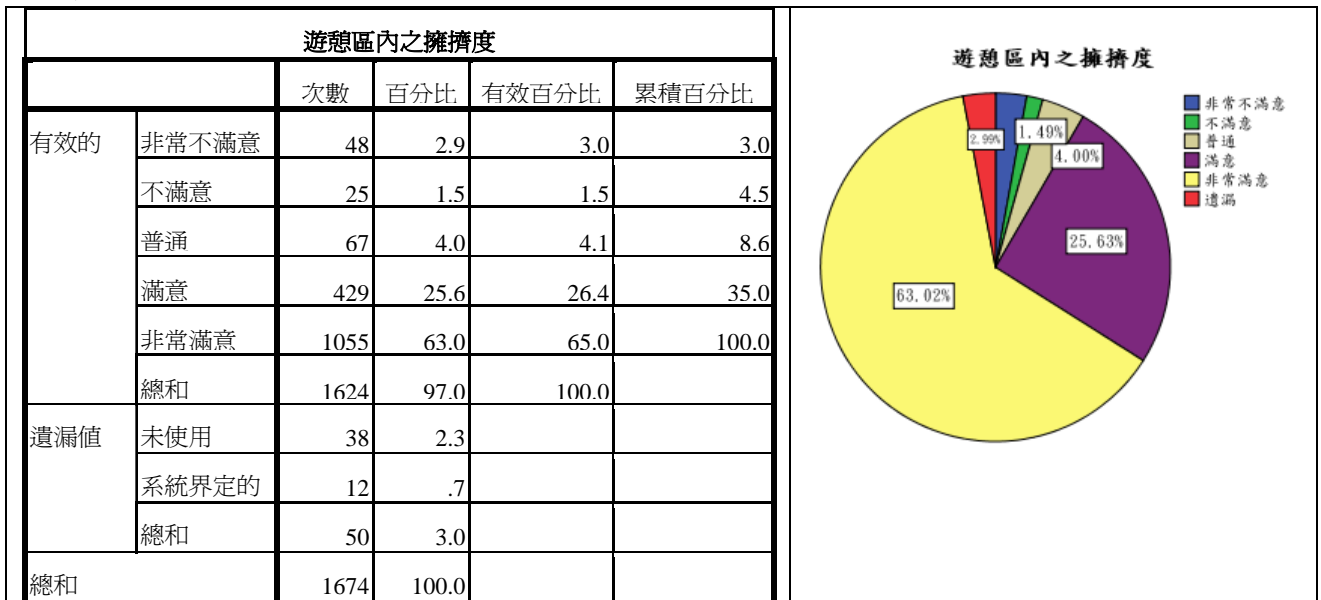 遊憩區內之擁擠度
次數 百分比 有效百分比 累積百分比
有效的 非常不滿意 48 2.9 3.0 3.0
不滿意 25 1.5 1.5 4.5
普通 67 4.0 4.1 8.6
滿意 429 25.6 26.4 35.0
非常滿意 1055 63.0 65.0 100.0
總和 1624 97.0 100.0
遺漏值 未使用 38 2.3
系統界定的 12 .7
總和 50 3.0
總和 1674 100.0
遊憩區內之擁擠度
非常不滿意
不滿意
普通
滿意
非常滿意
遺漏
2.99%
1.49%
4.00%
25.63%
63.02%